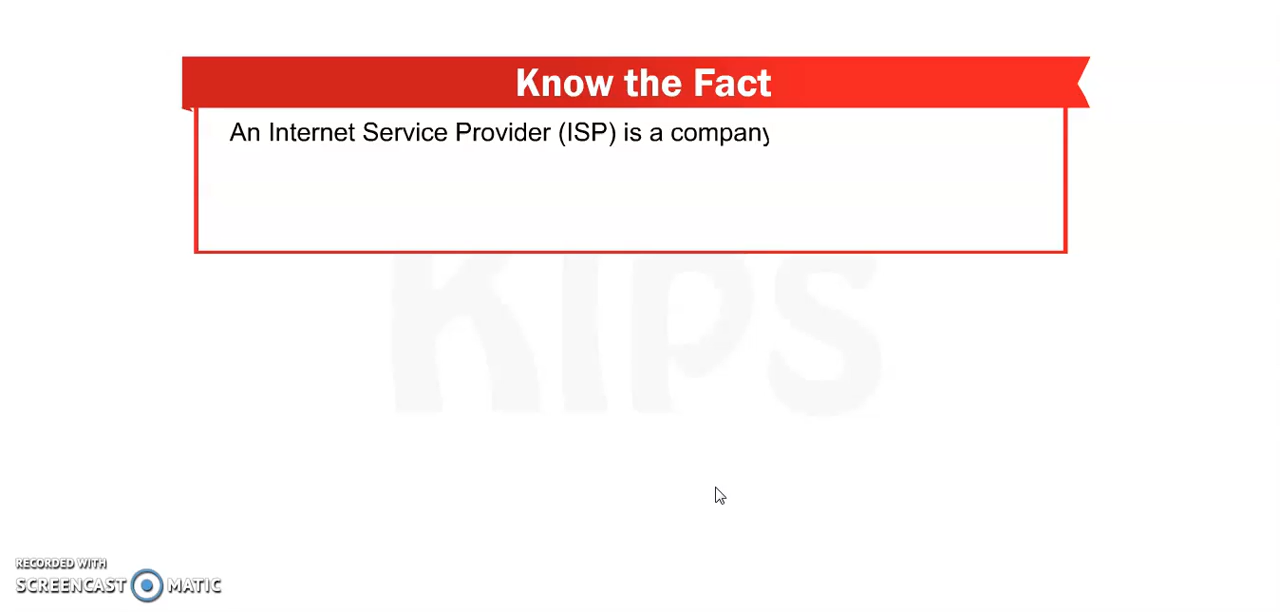 Know the Fact
An Internet Service Provider (ISP) is a company
KIPS
RECORDED WITH
SCREENCAST MATIC